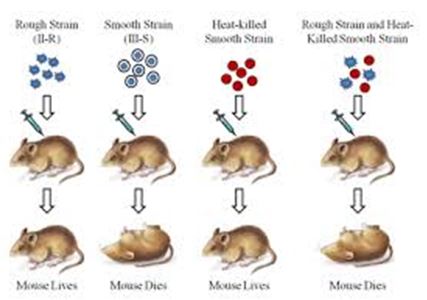 Rough Strain
(II-R)
Smooth Strain
(III-S)
Heat-killed
Smooth Strain
Rough Strain and Heat-
Killed Smooth Strain
Mouse Lives
Mouse Dies
Mouse Lives
Mouse Dies